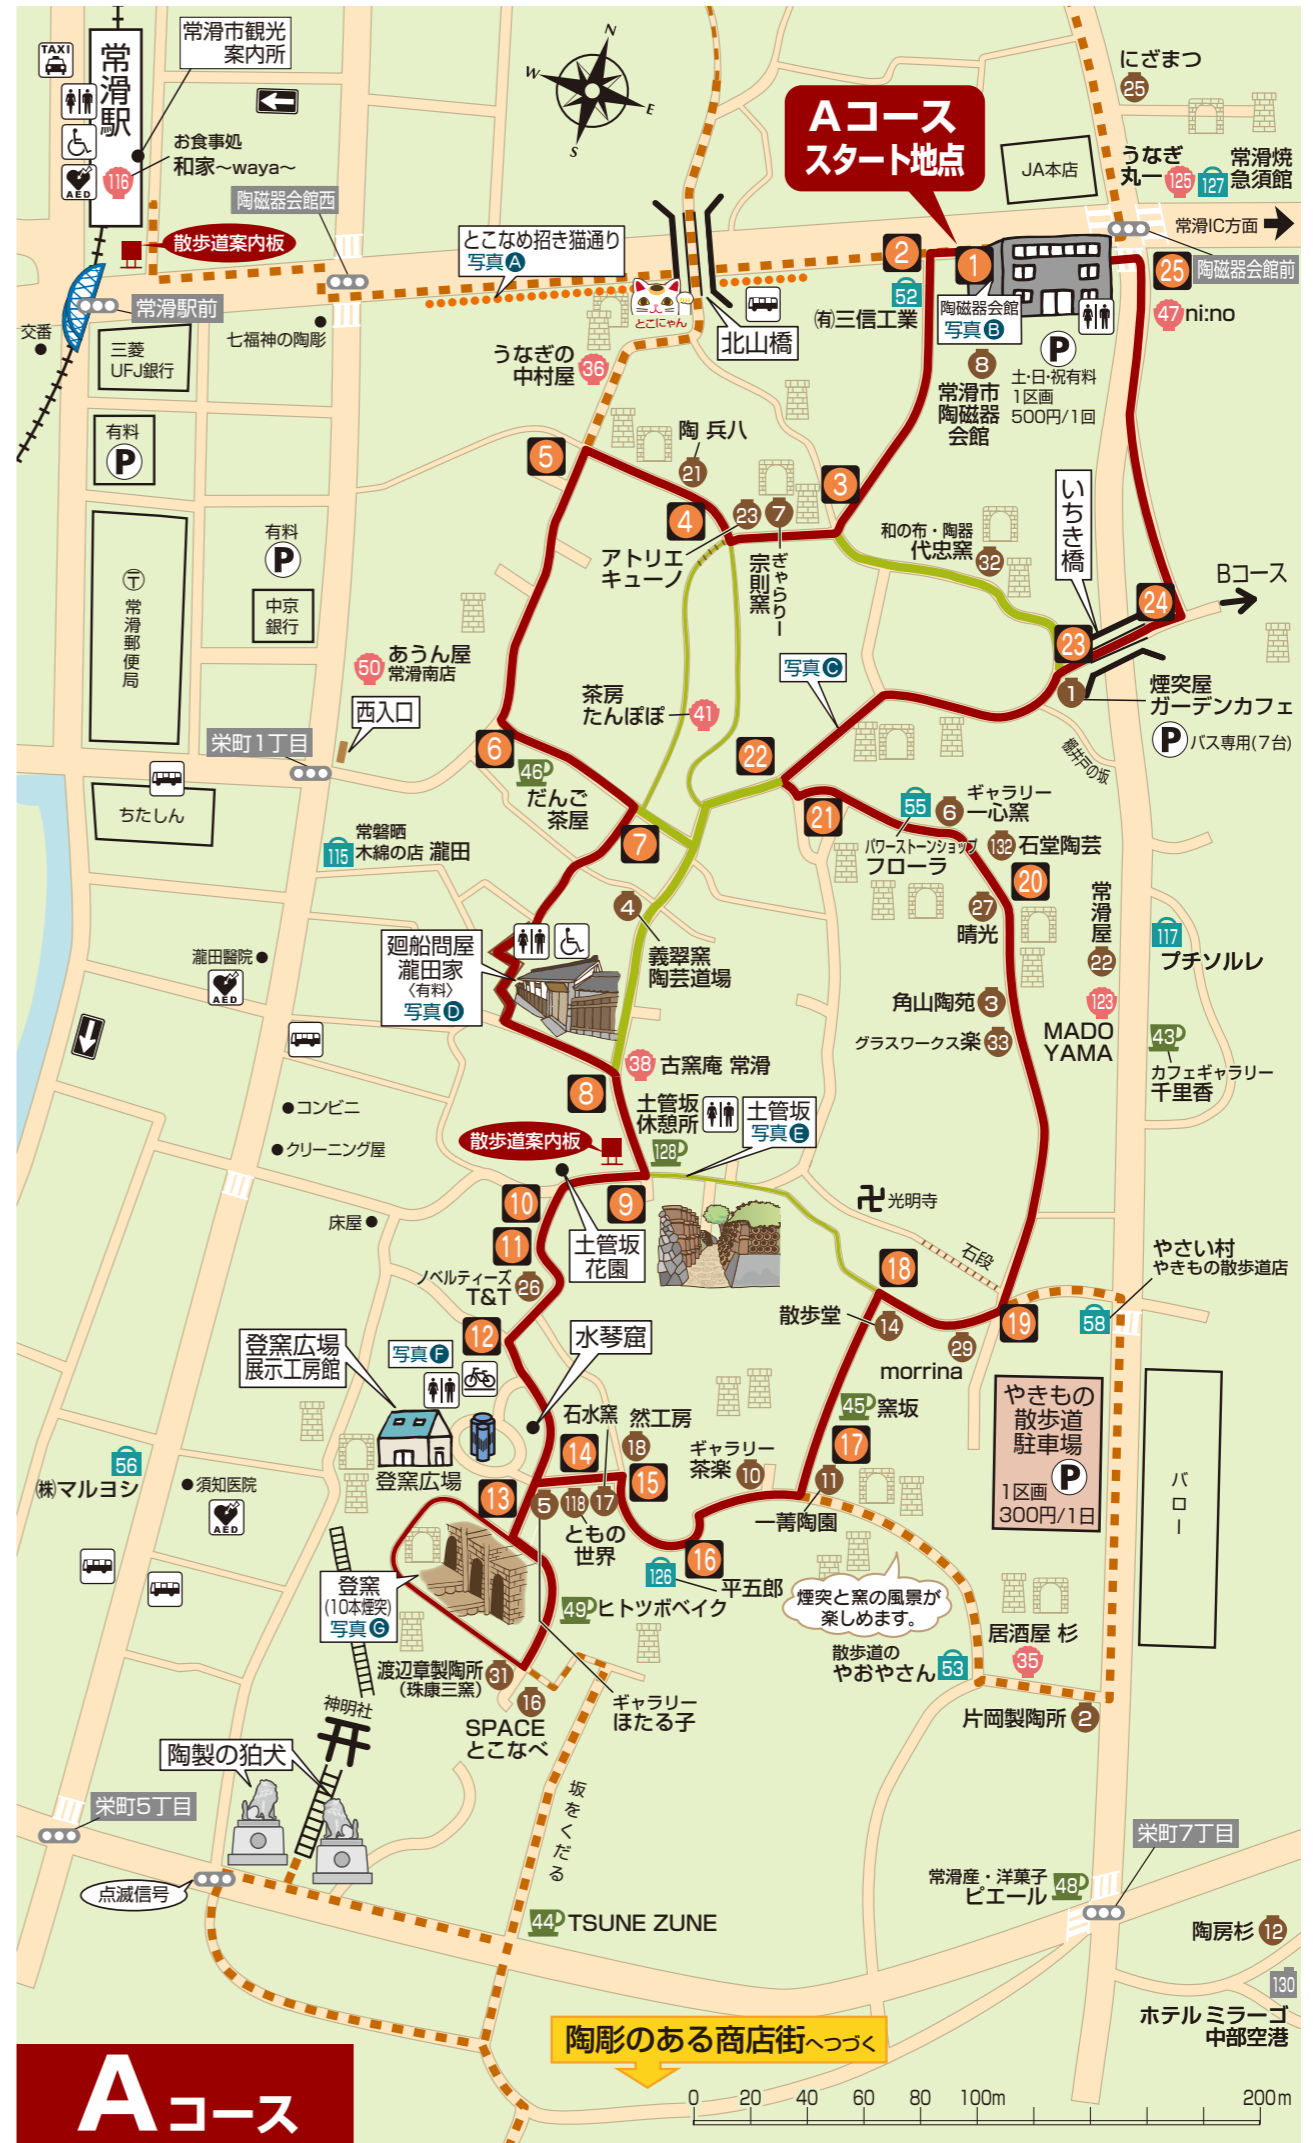 N
W
E
S
TAXI
常滑駅
常滑市観光
案内所
AED
お食事処
和家～waya～
116
陶磁器会館西
散歩道案内板
常滑駅前
交番
三菱
UFJ銀行
七福神の陶彫
とこなめ招き猫通り
写真A
とこにゃん
北山橋
Aコース
スタート地点
JA本店
にざまつ
25
うなぎ
丸一
125
127
常滑焼
急須館
常滑IC方面
陶磁器会館前
25
47
ni:no
2
52
㈲三信工業
1
陶磁器会館
写真B
8
常滑市
陶磁器
会館
P
土・日・祝有料
1区画
500円/1回
うなぎの
中村屋
36
5
陶 兵八
21
4
23
7
3
アトリエ
キューノ
ぎゃらりー
宗則窯
和の布・陶器
代忠窯
32
いちき橋
24
Bコース
23
1
煙突屋
ガーデンカフェ
P
バス専用(7台)
有料
P
有料
P
〒
常滑郵便局
中京
銀行
50
あうん屋
常滑南店
西入口
栄町1丁目
ちたしん
6
46
だんご
茶屋
茶房
たんぽぽ
41
写真C
22
7
21
55
パワーストーンショップ
フローラ
6
ギャラリー
一心窯
132
石堂陶芸
20
27
晴光
115
常磐晒
木綿の店 瀧田
4
義翠窯
陶芸道場
廻船問屋
瀧田家
〈有料〉
写真D
瀧田醫院
AED
常滑屋
22
117
プチソルレ
角山陶苑
3
グラスワークス楽
33
123
MADO
YAMA
43
カフェギャラリー
千里香
38
古窯庵 常滑
8
土管坂
休憩所
128
土管坂
写真E
散歩道案内板
コンビニ
クリーニング屋
床屋
10
9
11
土管坂
花園
ノベルティーズ
T&T
26
12
光明寺
石段
18
散歩堂
14
29
morrina
19
やさい村
やきもの散歩道店
58
登窯広場
展示工房館
写真F
水琴窟
登窯広場
石水窯
然工房
18
14
15
ギャラリー
茶楽
10
45
窯坂
17
11
一菁陶園
やきもの
散歩道
駐車場
P
1区画
300円/1日
バロー
56
㈱マルヨシ
須知医院
AED
13
5
118
17
ともの
世界
16
126
平五郎
49
ヒトツボベイク
煙突と窯の風景が
楽しめます。
散歩道の
やおやさん
53
居酒屋 杉
35
片岡製陶所
2
登窯
(10本煙突)
写真G
渡辺章製陶所
(珠康三窯)
31
16
SPACE
とこなべ
ギャラリー
ほたる子
神明社
陶製の狛犬
栄町5丁目
点滅信号
坂をくだる
44
TSUNE ZUNE
栄町7丁目
常滑産・洋菓子
ピエール
48
陶房杉
12
130
ホテル ミラーゴ
中部空港
陶彫のある商店街へつづく
Aコース
0 20 40 60 80 100m 200m